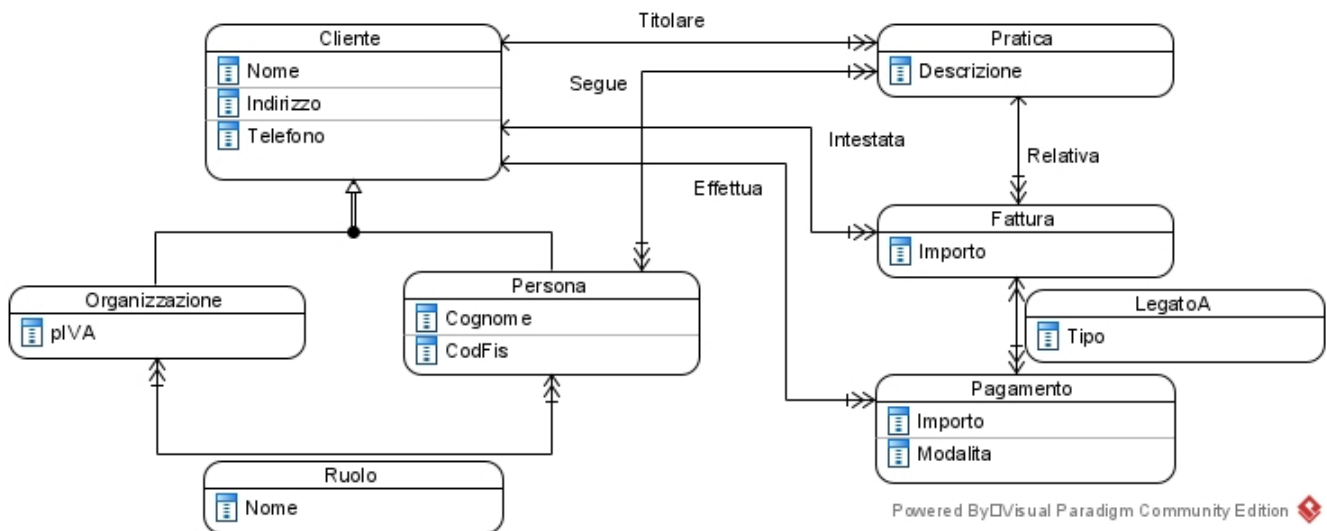 Titolare
Cliente
Nome
Indirizzo
Telefono
Pratica
Descrizione
Segue
Intestata
Relativa
Effettua
Fattura
Importo
Organizzazione
pIVA
Persona
Cognome
CodFis
LegatoA
Tipo
Pagamento
Importo
Modalita
Ruolo
Nome
Powered By□Visual Paradigm Community Edition